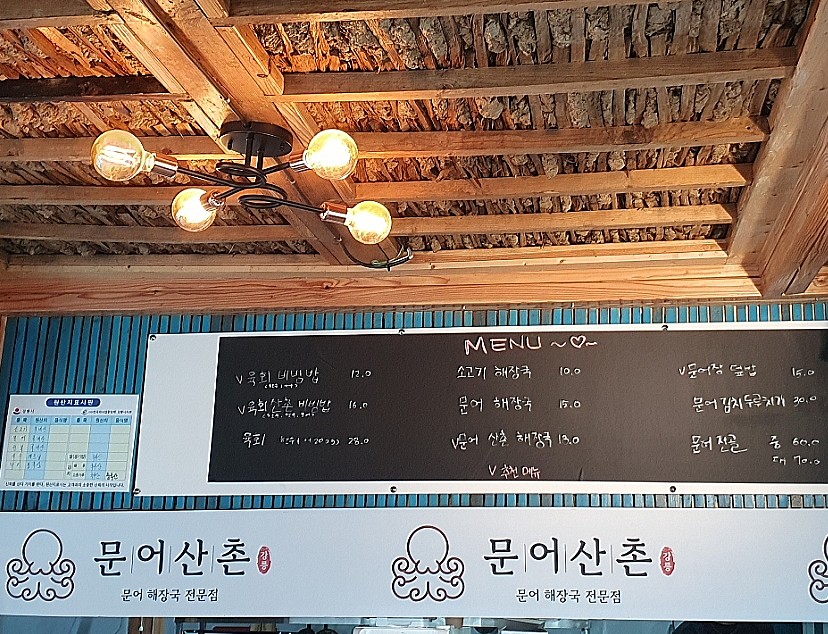 MENU ~♡~
V 육회 비빔밥 12.0
V 육회산촌 비빔밥 16.0
육회 28.0
소고기 해장국 10.0
문어 해장국 15.0
V 문어 산촌 해장국 13.0
V 추천 메뉴
V 문어장 덮밥 15.0
문어김치두루치기 30.0
문어 전골 중 60.0
대 70.0
원산지표시판
문어산촌 강릉
문어 해장국 전문점
문어산촌 강릉
문어 해장국 전문점